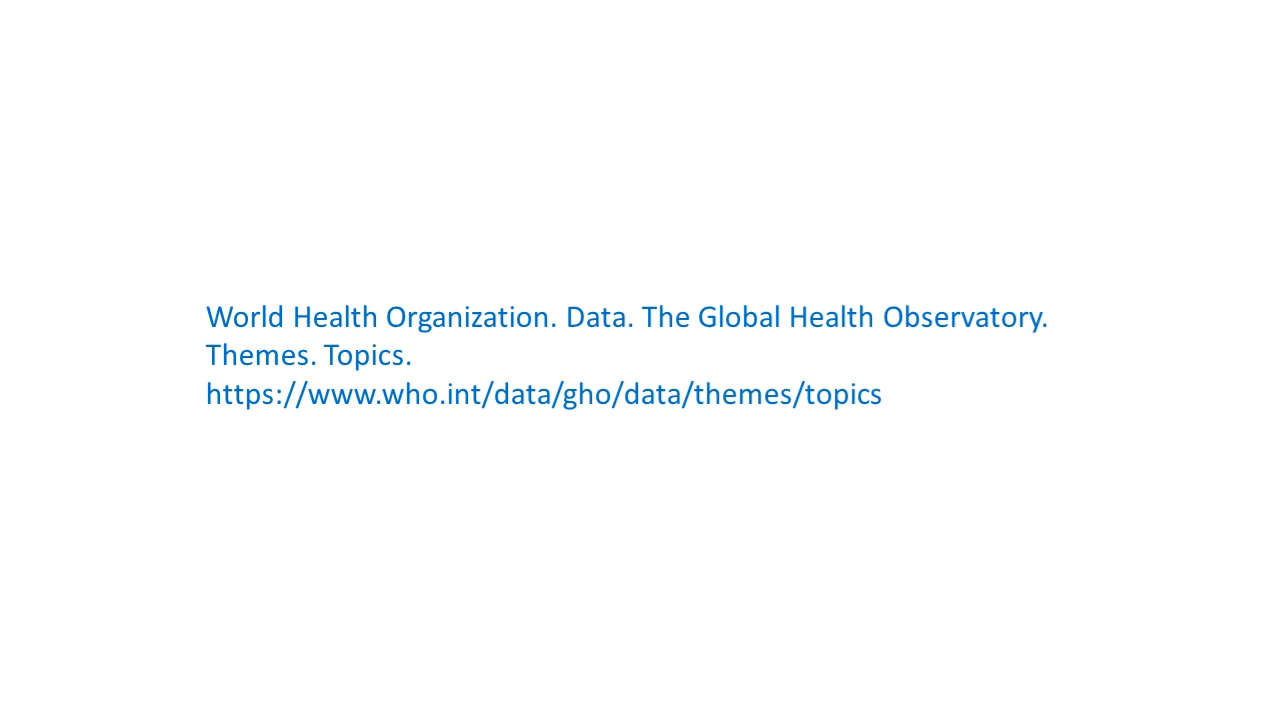 World Health Organization. Data. The Global Health Observatory.
Themes. Topics.
https://www.who.int/data/gho/data/themes/topics